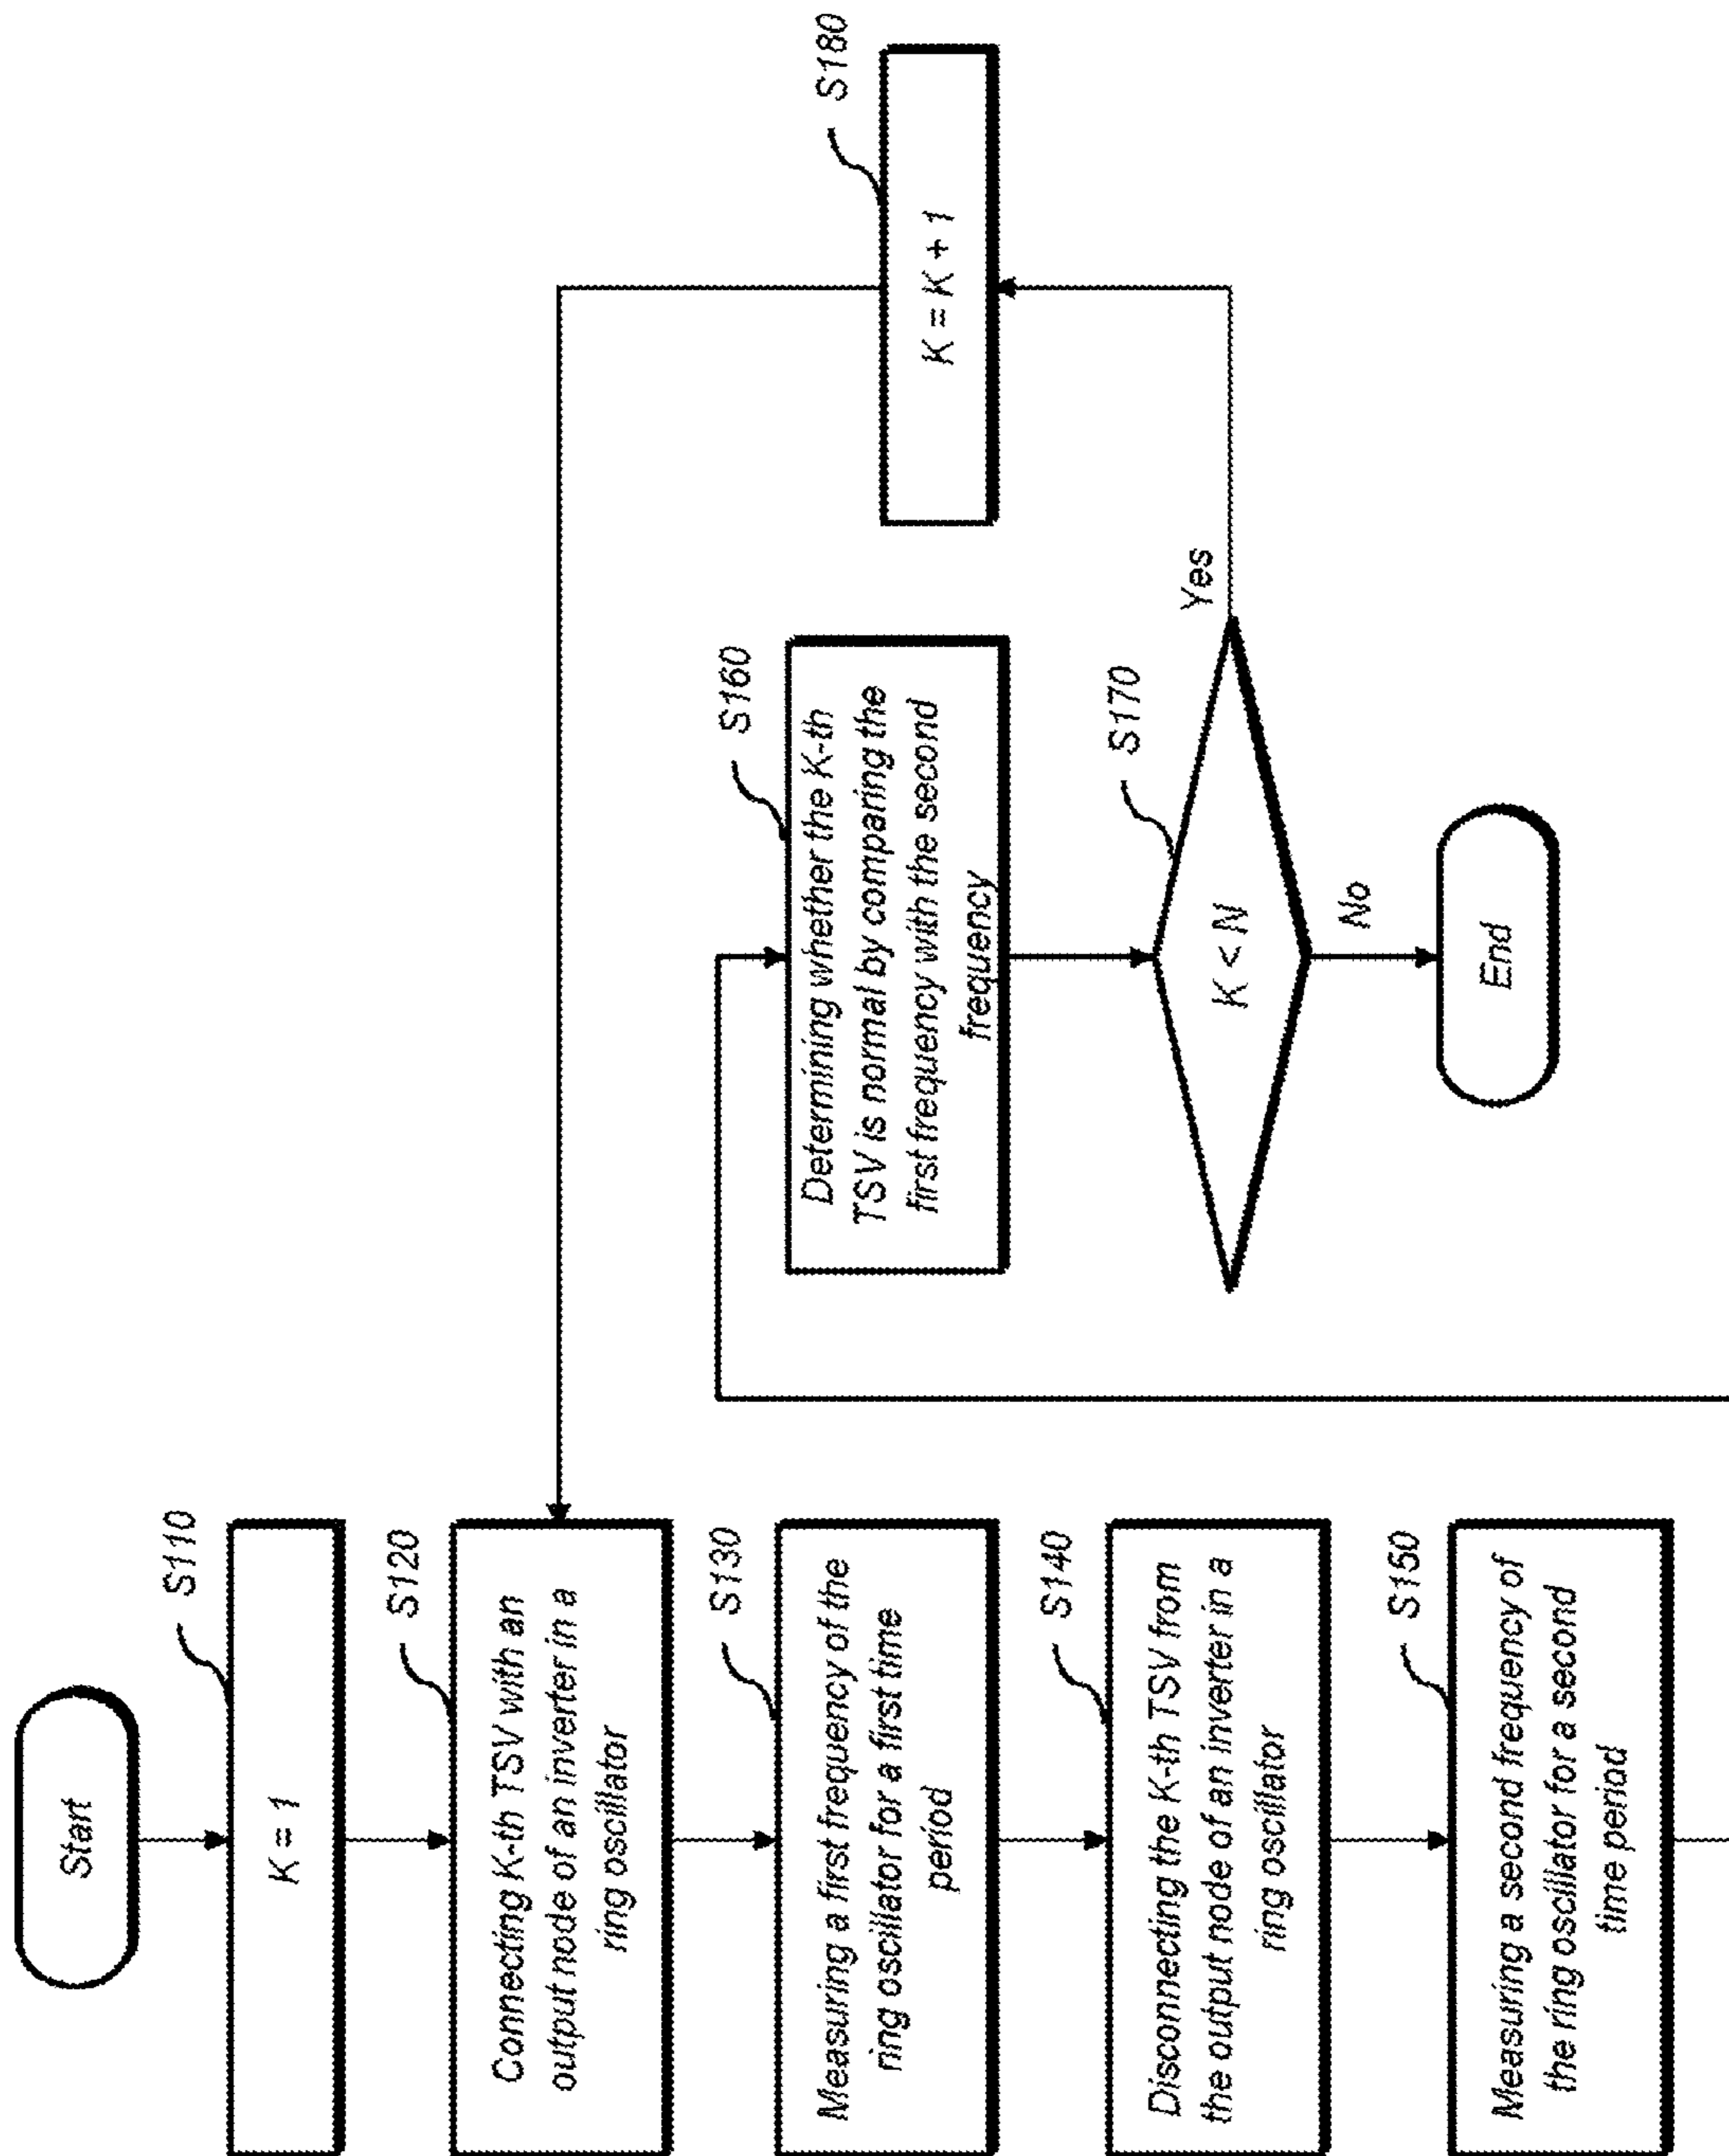 Start
S110
K = 1
S120
Connecting K-th TSV with an
output node of an inverter in a
ring oscillator
S130
Measuring a first frequency of the
ring oscillator for a first time
period
S140
Disconnecting the K-th TSV from
the output node of an inverter in a
ring oscillator
S150
Measuring a second frequency of
the ring oscillator for a second
time period
S160
Determining whether the K-th
TSV is normal by comparing the
first frequency with the second
frequency
S170
K < N
Yes
No
End
S180
K = K + 1